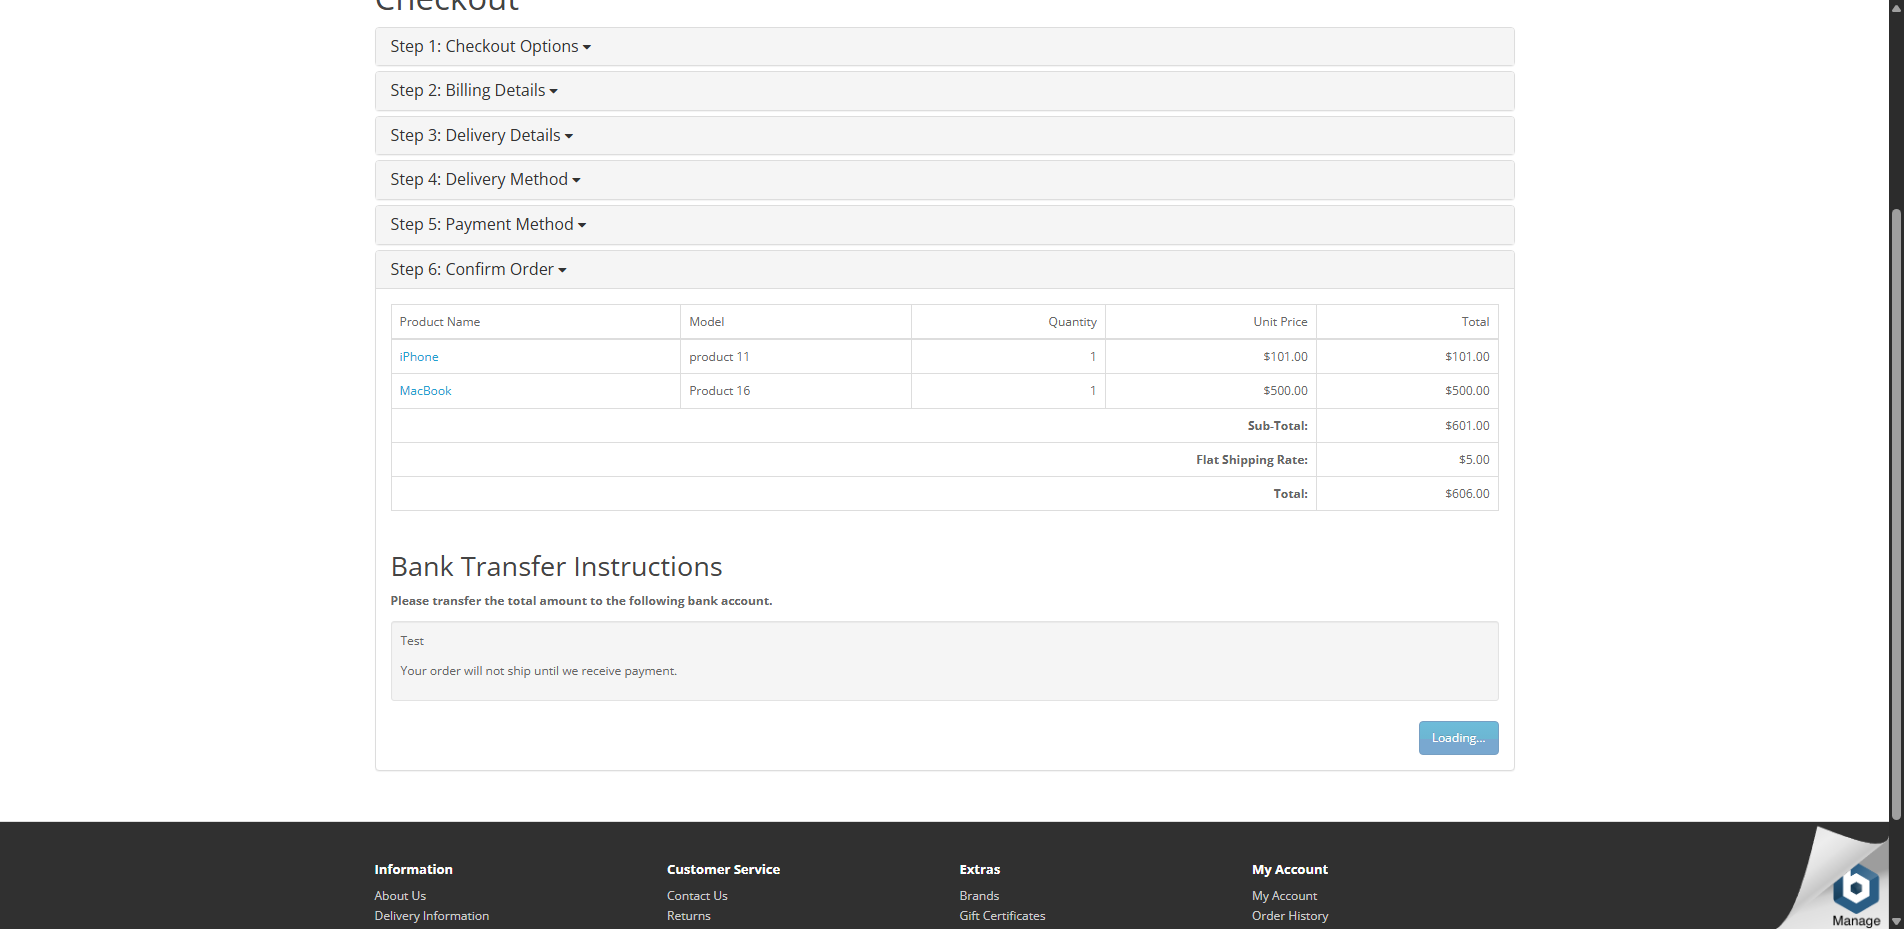 Checkout
Step 1: Checkout Options
Step 2: Billing Details
Step 3: Delivery Details
Step 4: Delivery Method
Step 5: Payment Method
Step 6: Confirm Order
Product Name Model Quantity Unit Price Total
iPhone product 11 1 $101.00 $101.00
MacBook Product 16 1 $500.00 $500.00
Sub-Total: $601.00
Flat Shipping Rate: $5.00
Total: $606.00
Bank Transfer Instructions
Please transfer the total amount to the following bank account.
Test
Your order will not ship until we receive payment.
Loading...
Information Customer Service Extras My Account
About Us Contact Us Brands My Account
Delivery Information Returns Gift Certificates Order History
Manage